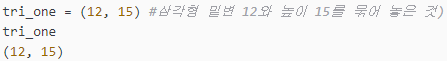 tri_one = (12, 15) #삼각형 밑변 12와 높이 15를 묶어 놓은 것)
tri_one
(12, 15)